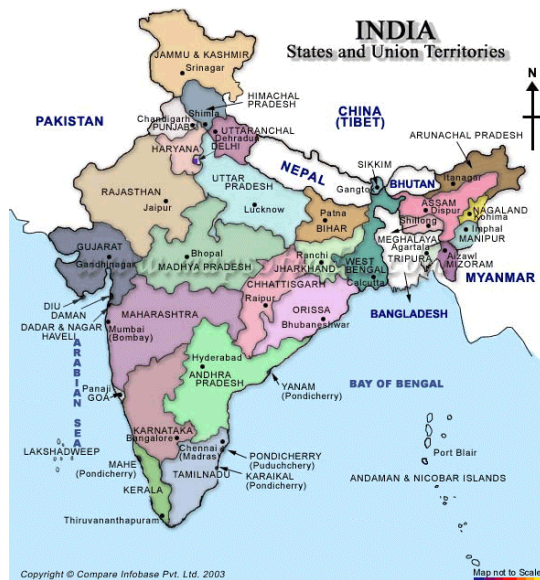 INDIA
States and Union Territories
N
JAMMU & KASHMIR
Srinagar
HIMACHAL
PRADESH
Shimla
Chandigarh
PUNJAB
PAKISTAN
CHINA
(TIBET)
UTTARANCHAL
Dehradun
HARYANA
DELHI
ARUNACHAL PRADESH
NEPAL
SIKKIM
Gangto
BHUTAN
Itanagar
RAJASTHAN
Jaipur
UTTAR
PRADESH
Lucknow
ASSAM
Dispur
NAGALAND
Kohima
Patna
BIHAR
Shillong
MEGHALAYA
Imphal
MANIPUR
Agartala
TRIPURA
Aizawl
MIZORAM
GUJARAT
Gandhinagar
Bhopal
MADHYA PRADESH
Ranchi
JHARKHAND
WEST
BENGAL
Calcutta
MYANMAR
CHHATTISGARH
Raipur
DIU
DAMAN
DADAR & NAGAR
HAVELI
MAHARASHTRA
Mumbai
(Bombay)
ORISSA
Bhubaneshwar
BANGLADESH
ARABIAN SEA
Hyderabad
ANDHRA
PRADESH
YANAM
(Pondicherry)
BAY OF BENGAL
Panaji
GOA
KARNATAKA
Bangalore
Chennai
(Madras)
PONDICHERRY
(Puduchchery)
LAKSHADWEEP
MAHE
(Pondicherry)
TAMILNADU
KARAIKAL
(Pondicherry)
Port Blair
ANDAMAN & NICOBAR ISLANDS
KERALA
Thiruvananthapuram
Copyright © Compare Infobase Pvt. Ltd. 2003
Map not to Scale